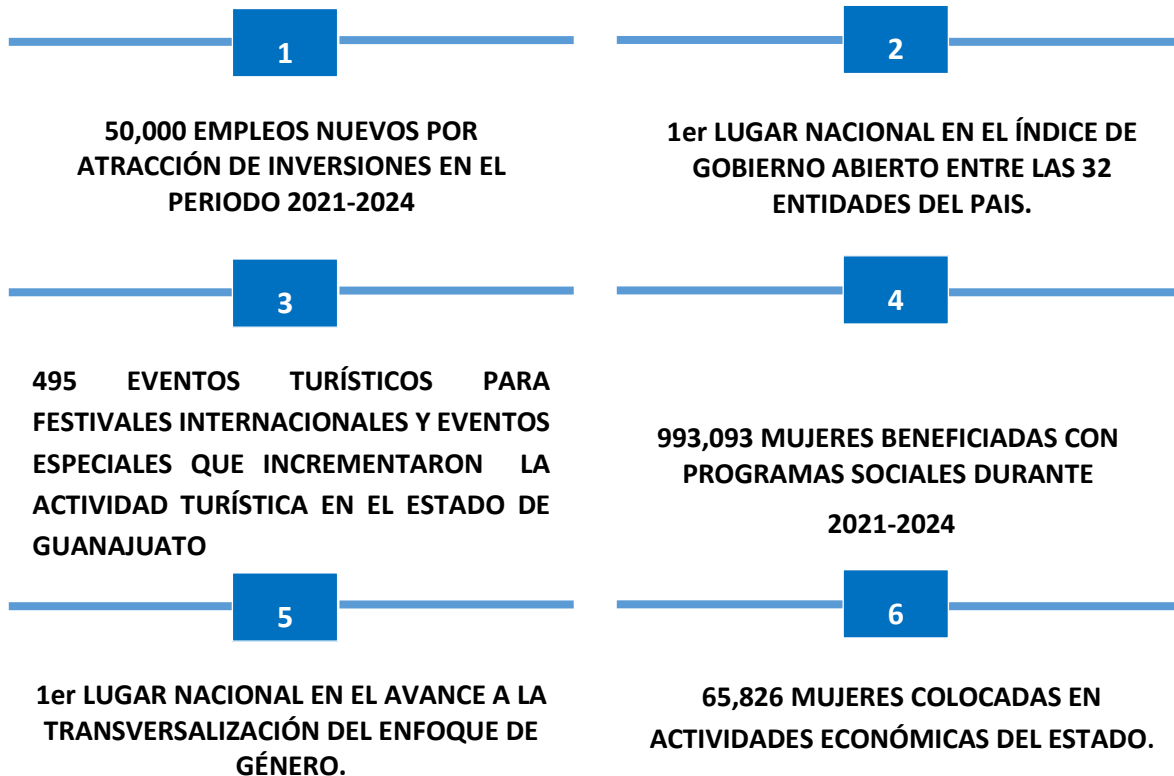 1
50,000 EMPLEOS NUEVOS POR
ATRACCIÓN DE INVERSIONES EN EL
PERIODO 2021-2024
2
1er LUGAR NACIONAL EN EL ÍNDICE DE
GOBIERNO ABIERTO ENTRE LAS 32
ENTIDADES DEL PAIS.
3
495 EVENTOS TURÍSTICOS PARA
FESTIVALES INTERNACIONALES Y EVENTOS
ESPECIALES QUE INCREMENTARON LA
ACTIVIDAD TURÍSTICA EN EL ESTADO DE
GUANAJUATO
4
993,093 MUJERES BENEFICIADAS CON
PROGRAMAS SOCIALES DURANTE
2021-2024
5
1er LUGAR NACIONAL EN EL AVANCE A LA
TRANSVERSALIZACIÓN DEL ENFOQUE DE
GÉNERO.
6
65,826 MUJERES COLOCADAS EN
ACTIVIDADES ECONÓMICAS DEL ESTADO.